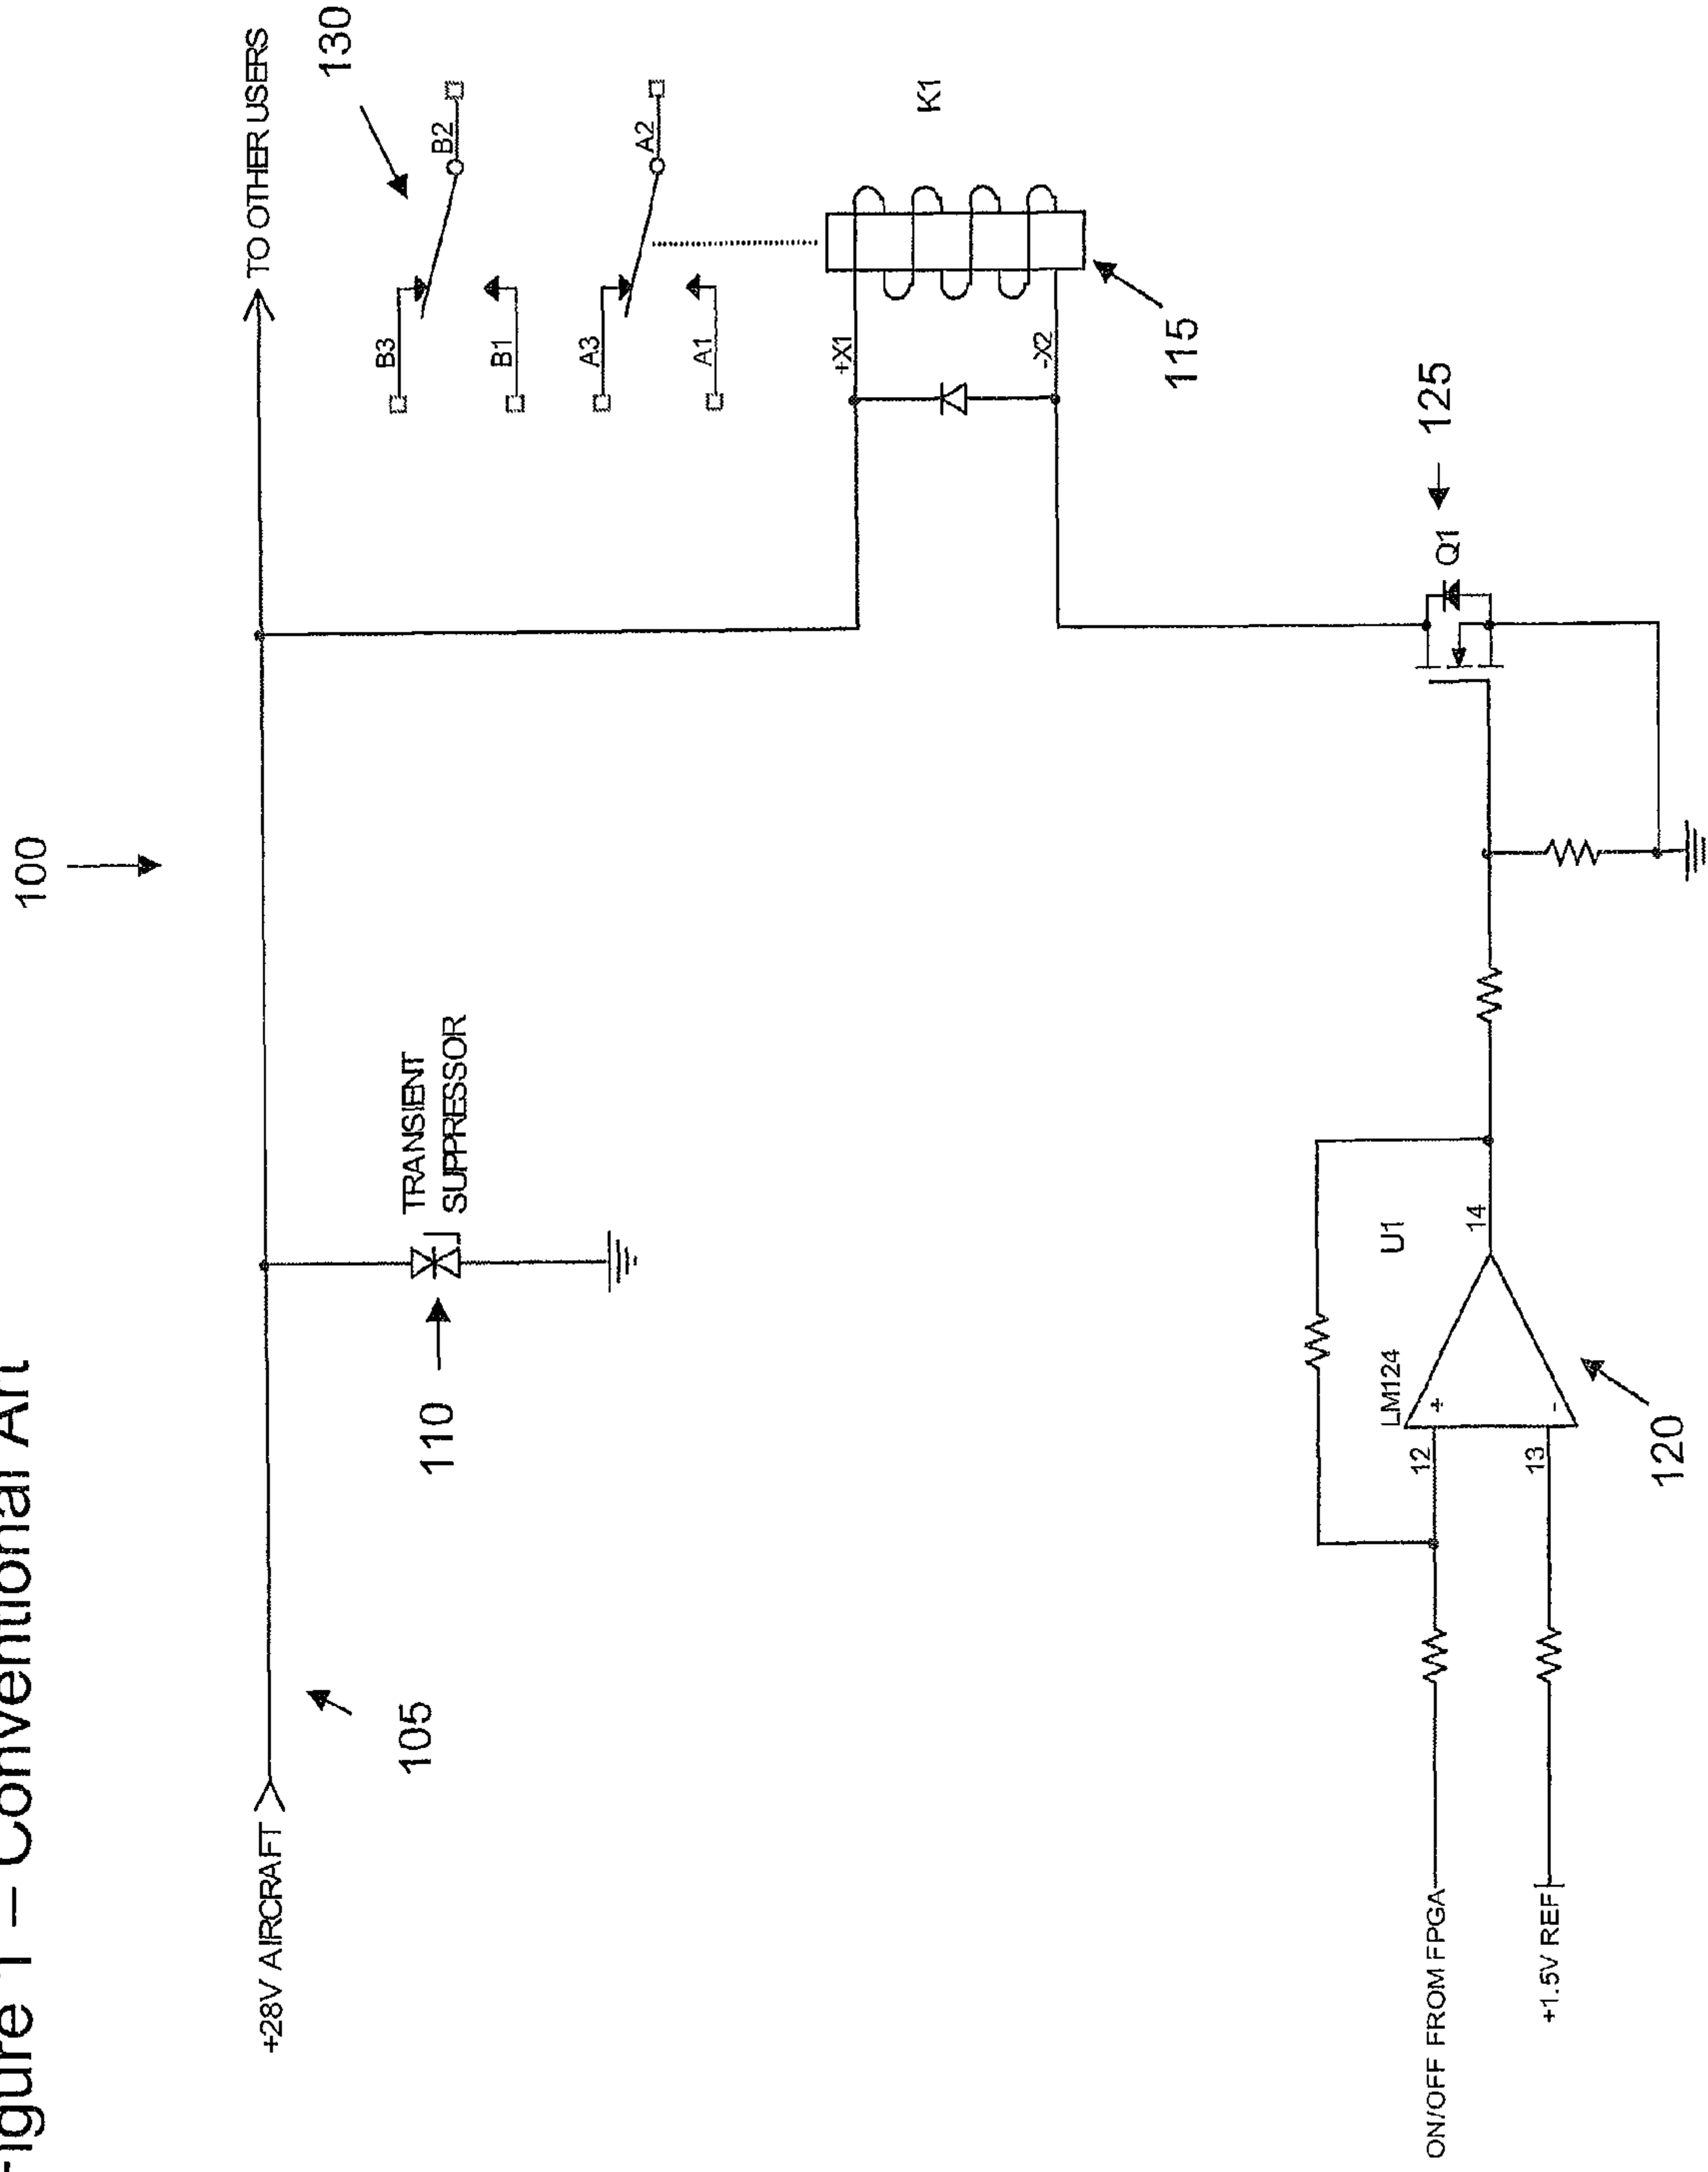 Figure 1 – Conventional Art
100
+28V AIRCRAFT
TO OTHER USERS
105
110
TRANSIENT
SUPPRESSOR
130
B3
B2
B1
A3
A2
A1
+X1
K1
-X2
115
125
Q1
LM124
U1
12
+
14
13
-
120
ON/OFF FROM FPGA
+1.5V REF